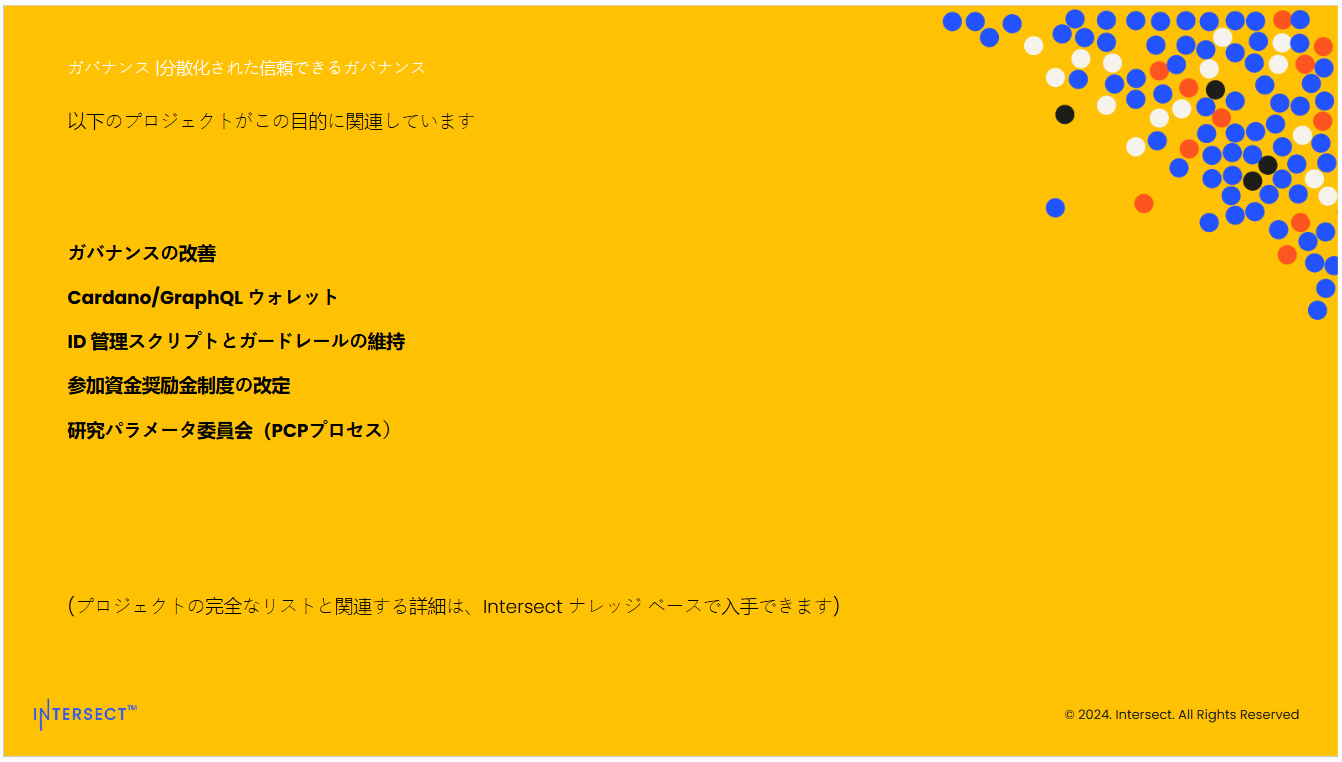 ガバナンス |分散化された信頼できるガバナンス
以下のプロジェクトがこの目的に関連しています
ガバナンスの改善
Cardano/GraphQL ウォレット
ID 管理スクリプトとガードレールの維持
参加資金奨励金制度の改定
研究パラメータ委員会（PCPプロセス）
(プロジェクトの完全なリストと関連する詳細は、Intersect ナレッジ ベースで入手できます)
INTERSECT™
© 2024. Intersect. All Rights Reserved